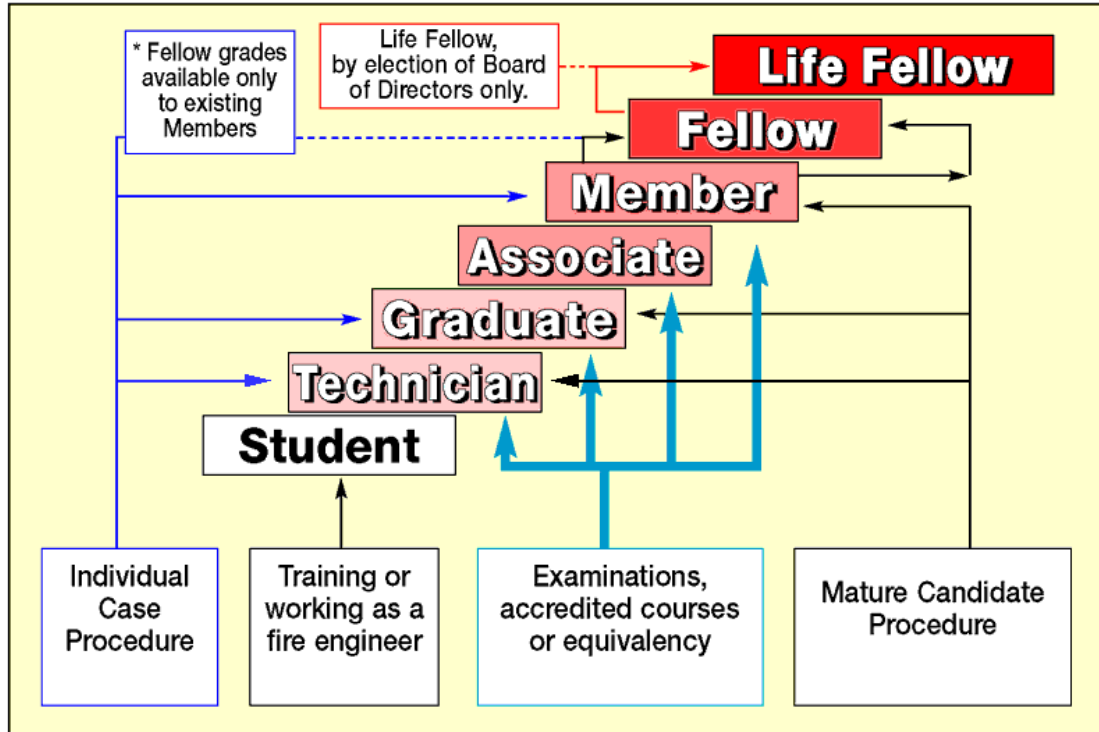 * Fellow grades
available only
to existing
Members
Life Fellow,
by election of Board
of Directors only.
Life Fellow
Fellow
Member
Associate
Graduate
Technician
Student
Individual
Case
Procedure
Training or
working as a
fire engineer
Examinations,
accredited courses
or equivalency
Mature Candidate
Procedure